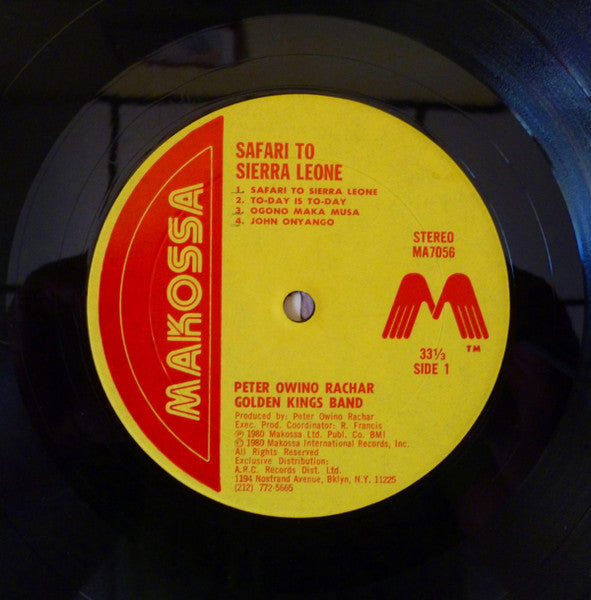 MAKOSSA
SAFARI TO
SIERRA LEONE
1. SAFARI TO SIERRA LEONE
2. TO-DAY IS TO-DAY
3. OGONO MAKA MUSA
4. JOHN ONYANGO
STEREO
MA7056
M
TM
33⅓
SIDE 1
PETER OWINO RACHAR
GOLDEN KINGS BAND
Produced by: Peter Owino Rachar
Exec. Prod. Coordinator: R. Francis
℗ 1980 Makossa Ltd. Publ. Co. BMI
© 1980 Makossa International Records, Inc.
All Rights Reserved
Exclusive Distribution:
A.R.C. Records Dist. Ltd.
1194 Nostrand Avenue, Bklyn, N.Y. 11225
(212) 772-5665